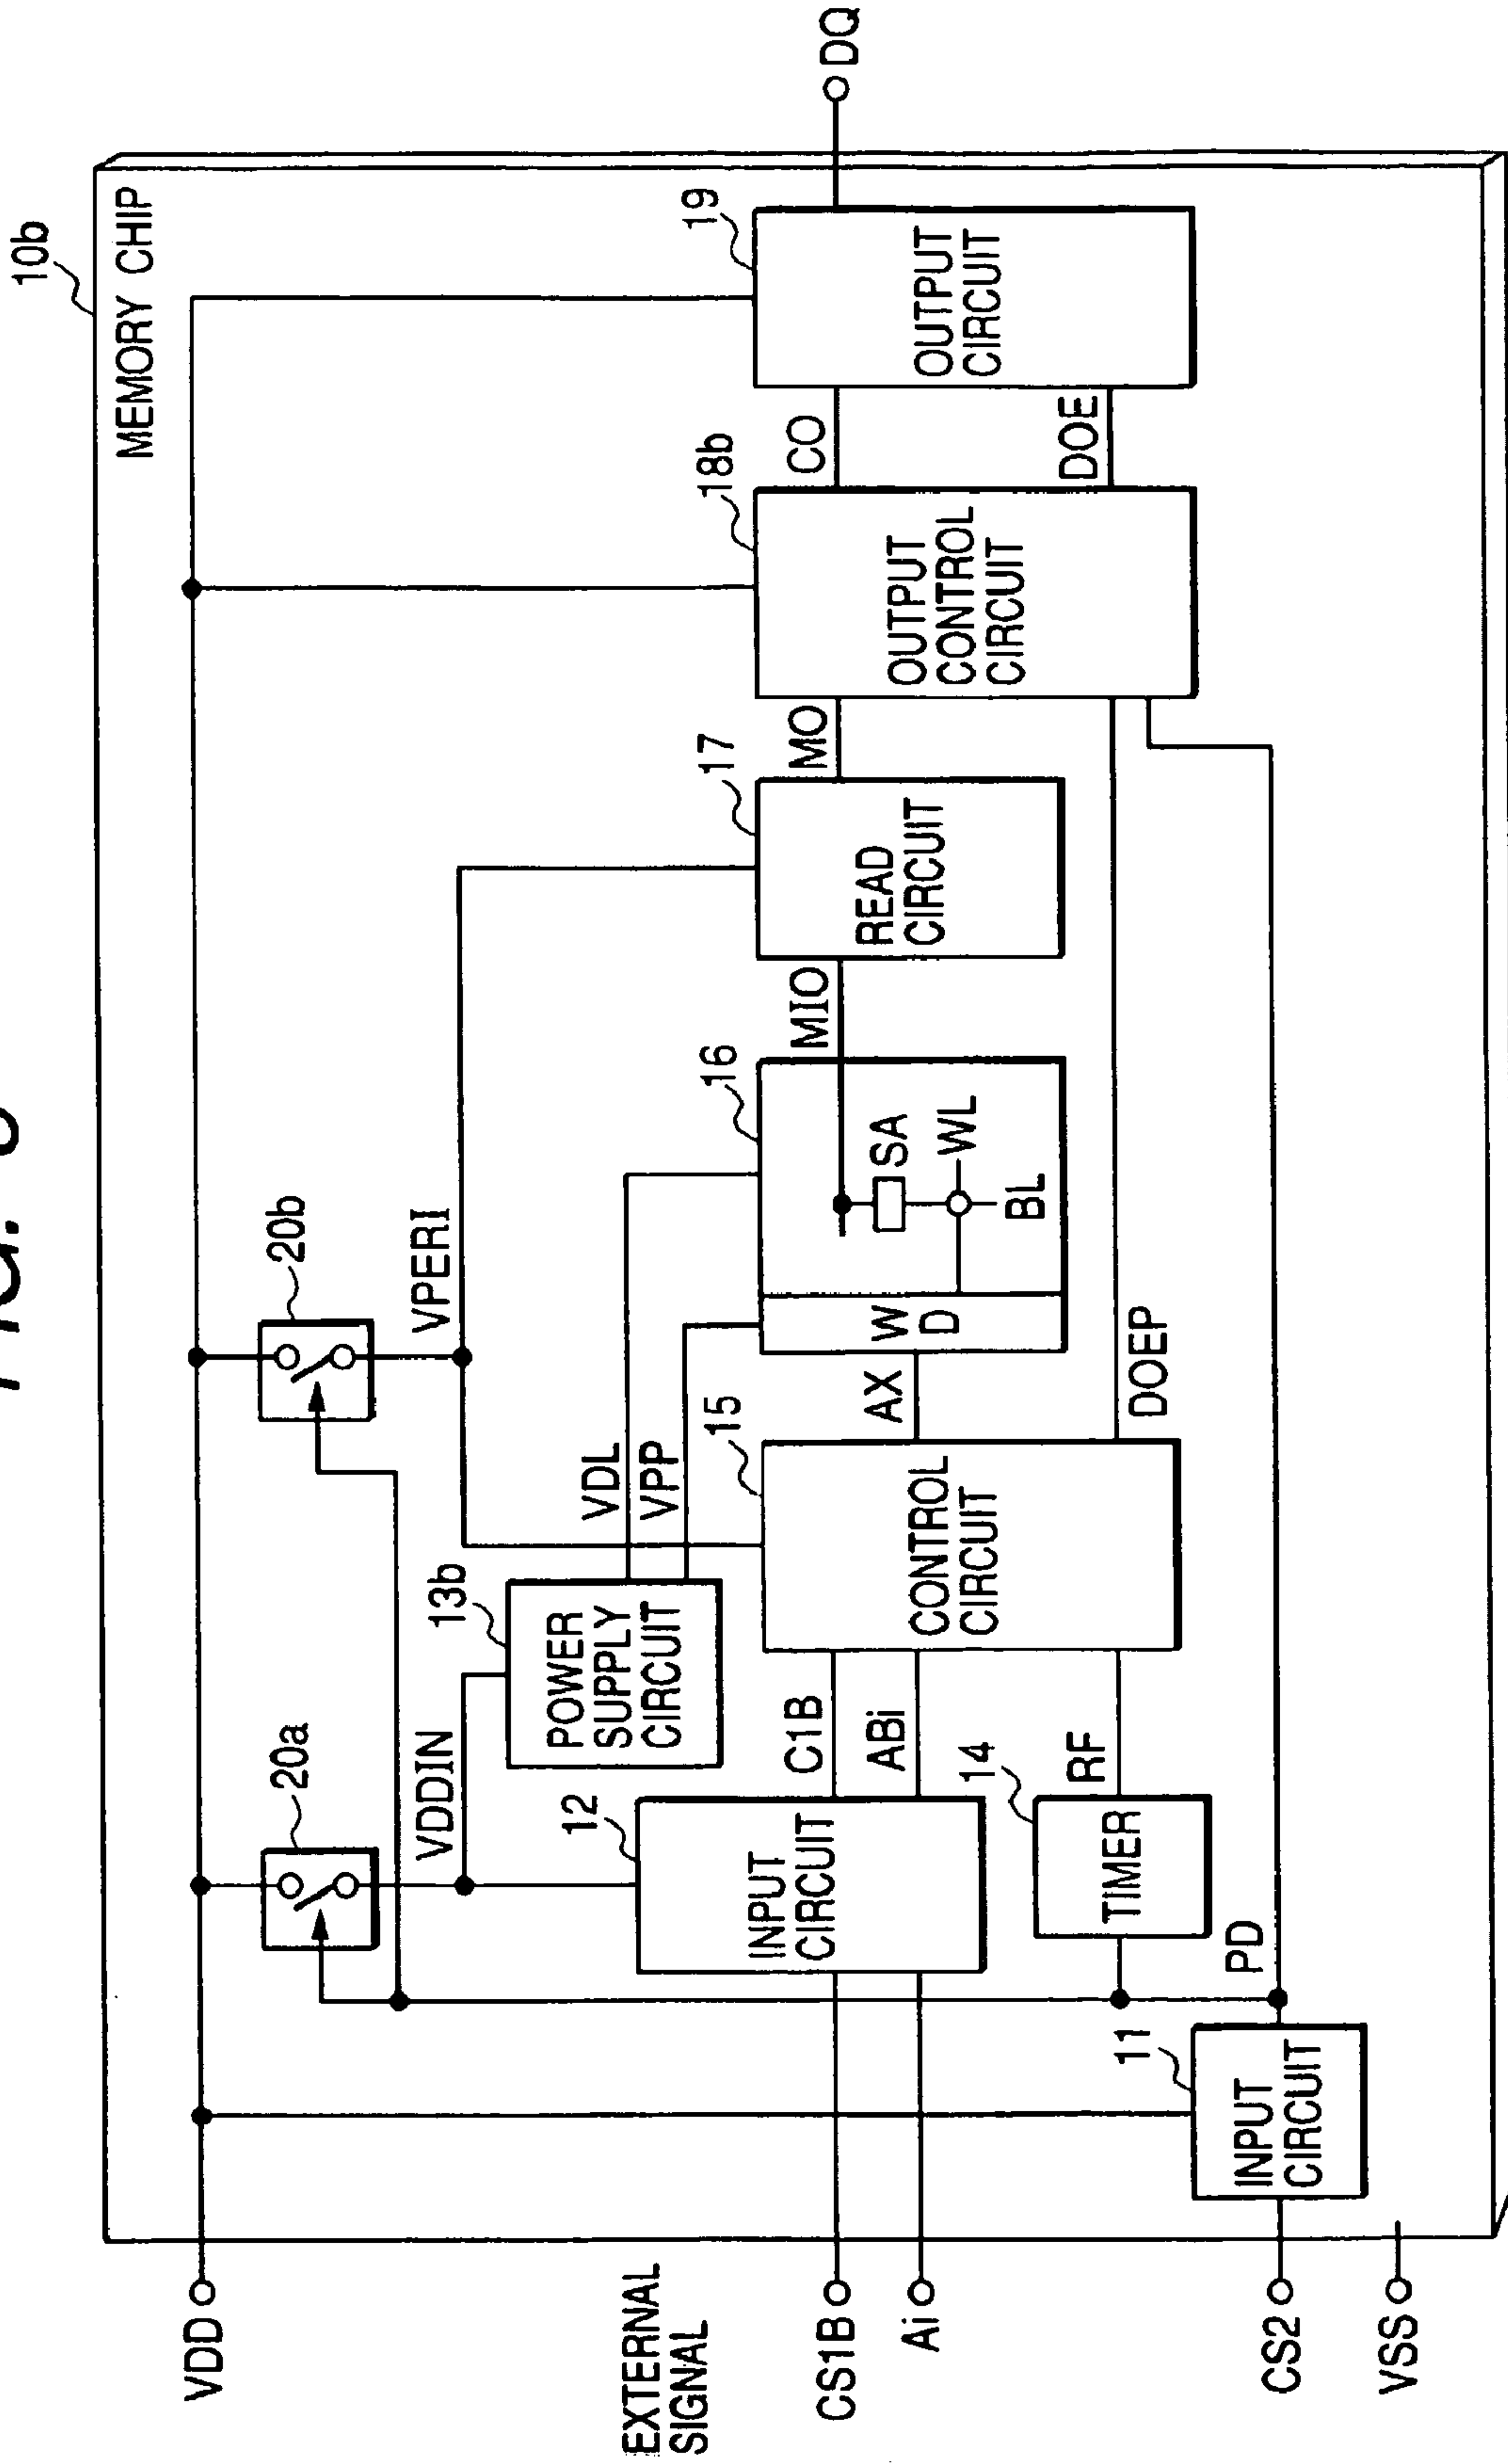 10b
MEMORY CHIP
VDD
20a
20b
VDDIN
VPERI
13b
POWER
SUPPLY
CIRCUIT
VDL
VPP
EXTERNAL
SIGNAL
CS1B
Ai
12
INPUT
CIRCUIT
C1B
ABi
15
CONTROL
CIRCUIT
AX
W
D
16
SA
WL
BL
MIO
17
READ
CIRCUIT
MO
18b
OUTPUT
CONTROL
CIRCUIT
CO
DOE
19
OUTPUT
CIRCUIT
DQ
14
TIMER
RF
DOEP
11
INPUT
CIRCUIT
PD
CS2
VSS